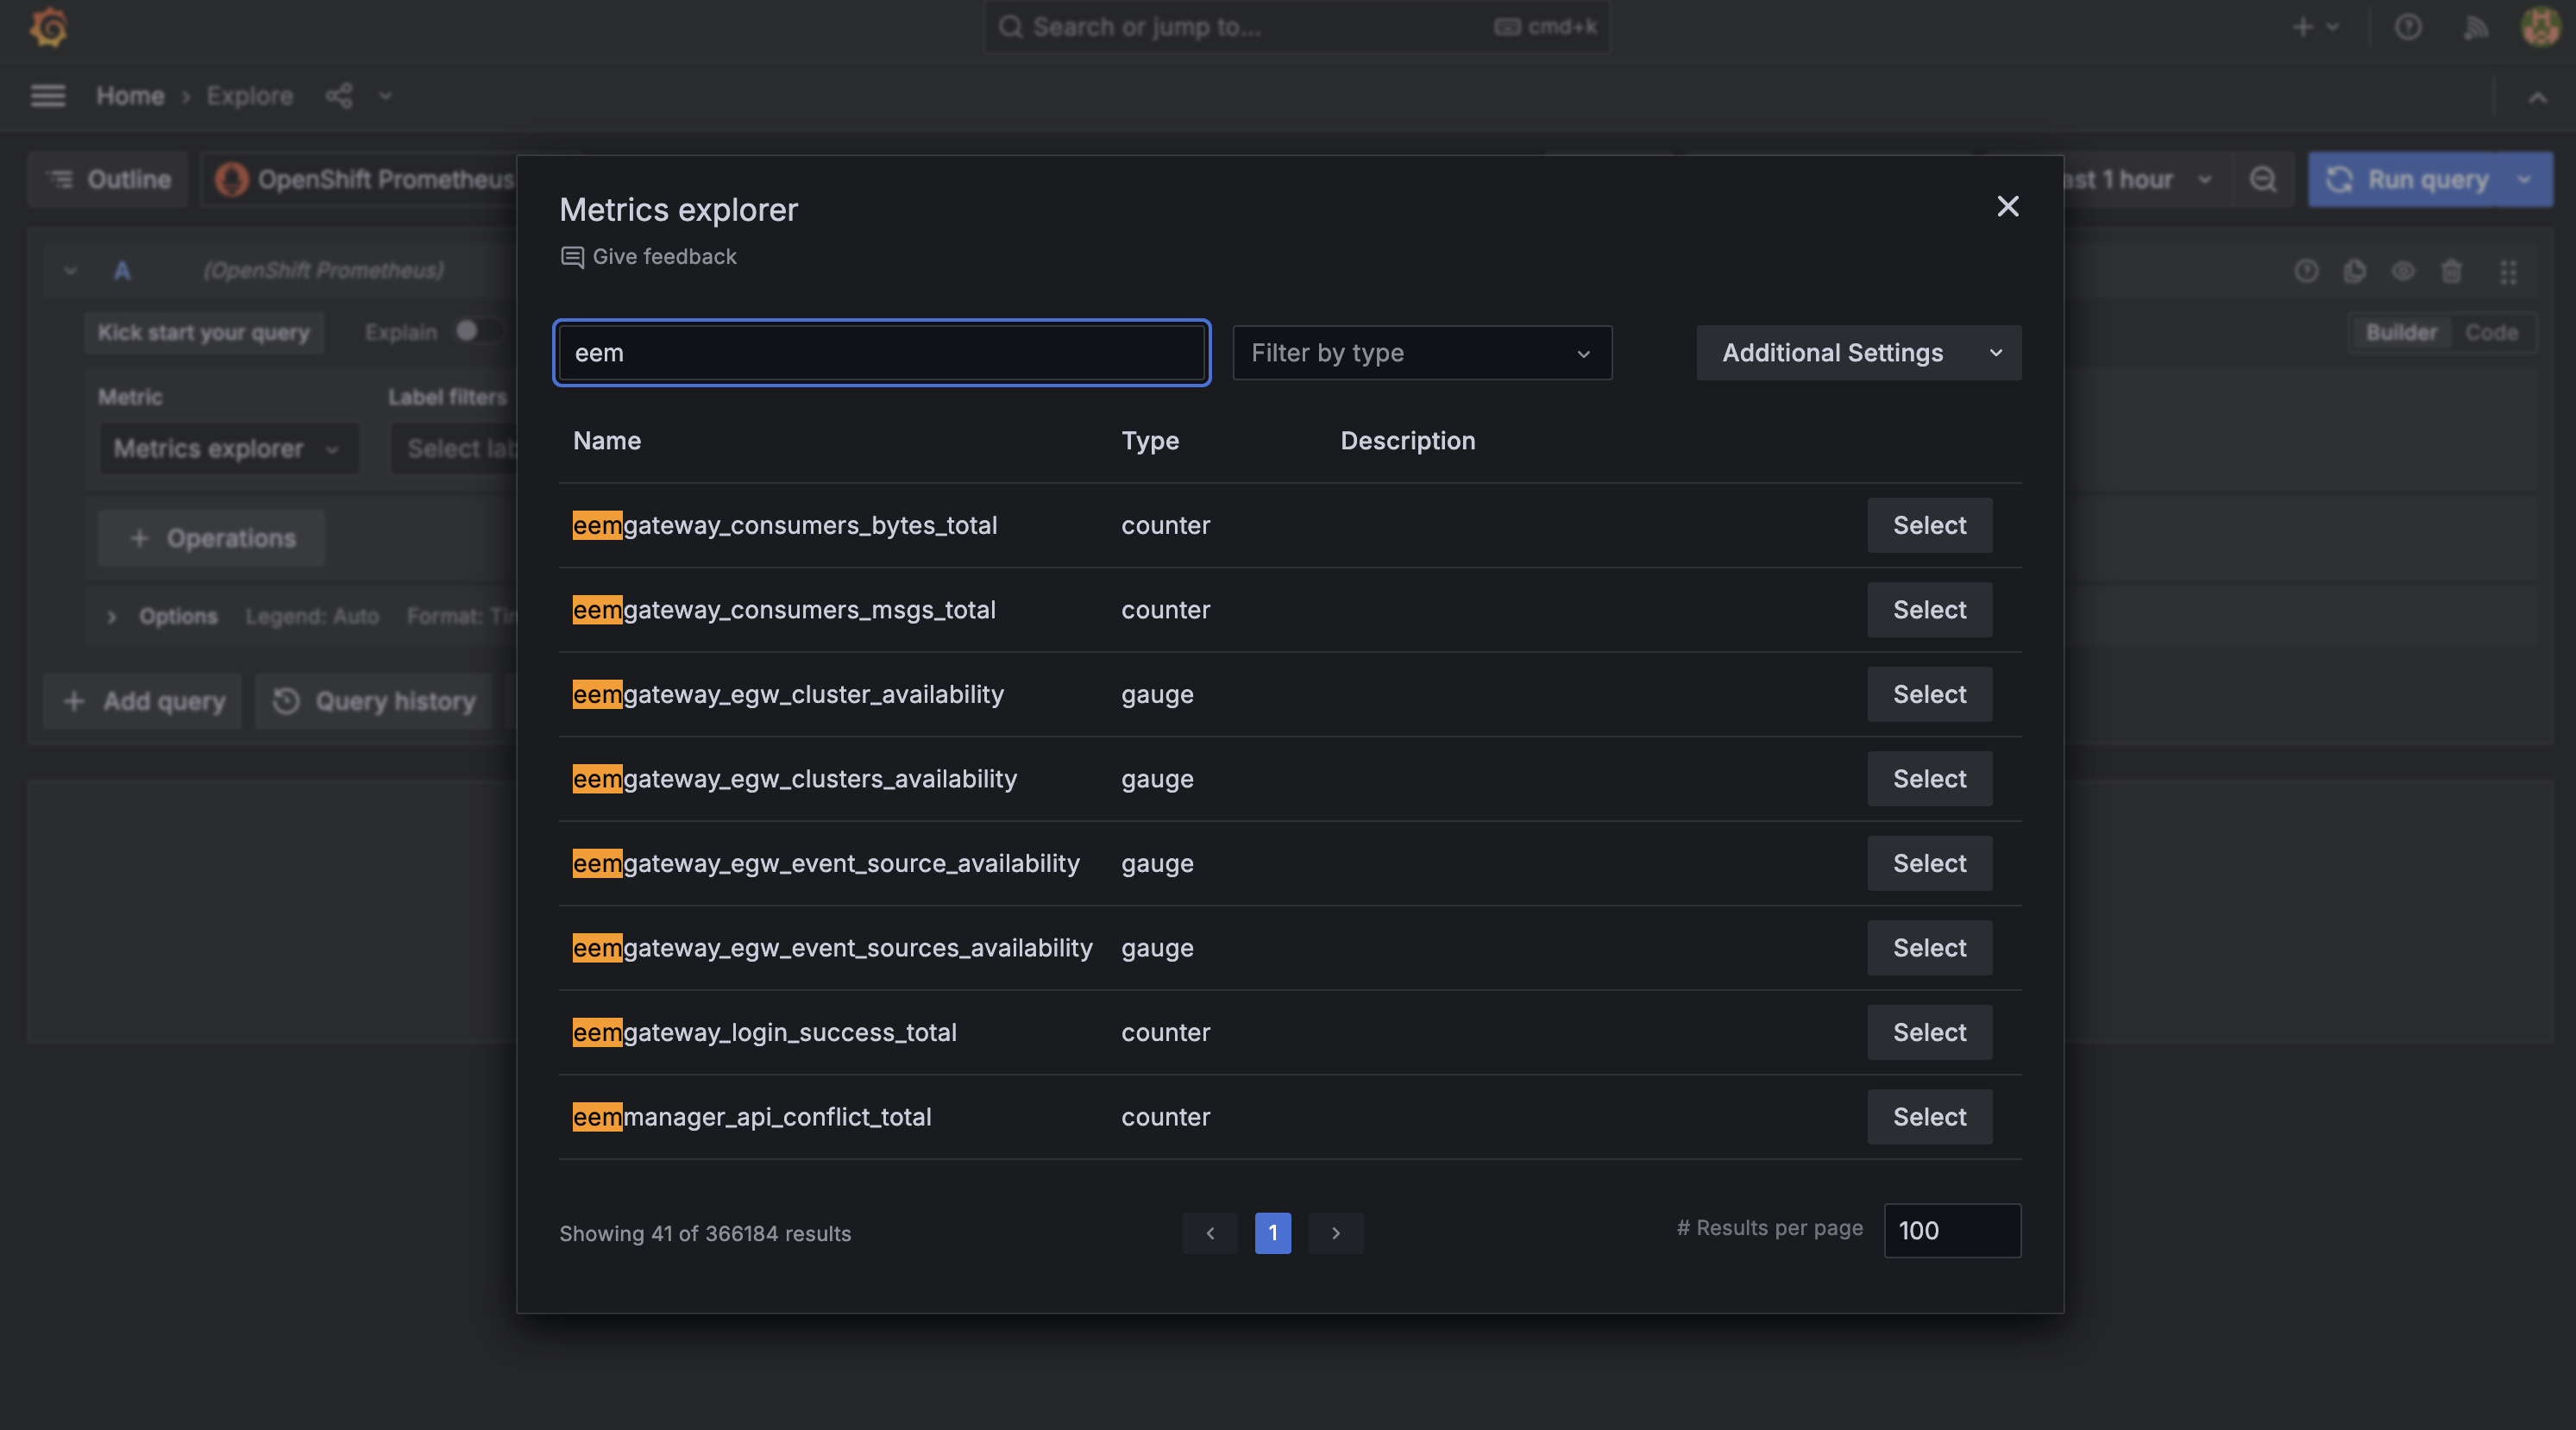 Search or jump to...
cmd+k
Home › Explore
Outline
OpenShift Prometheus
ast 1 hour
Run query
Metrics explorer
Give feedback
A
(OpenShift Prometheus)
Kick start your query
Explain
Builder
Code
eem
Filter by type
Additional Settings
Metric
Label filters
Metrics explorer
Select lab
Name Type Description
eemgateway_consumers_bytes_total counter Select
Operations
eemgateway_consumers_msgs_total counter Select
Options
Legend: Auto
Format: Tim
eemgateway_egw_cluster_availability gauge Select
Add query
Query history
eemgateway_egw_clusters_availability gauge Select
eemgateway_egw_event_source_availability gauge Select
eemgateway_egw_event_sources_availability gauge Select
eemgateway_login_success_total counter Select
eemmanager_api_conflict_total counter Select
Showing 41 of 366184 results
1
# Results per page
100